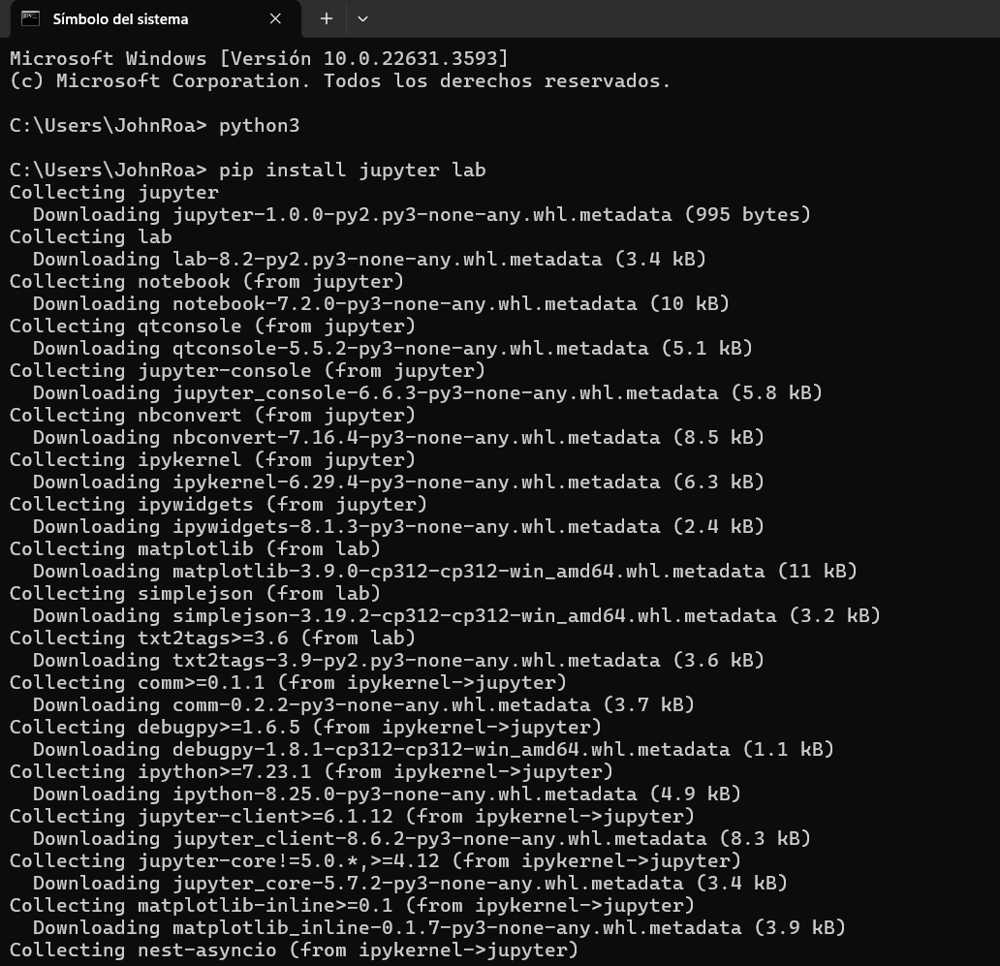 Símbolo del sistema
Microsoft Windows [Versión 10.0.22631.3593]
(c) Microsoft Corporation. Todos los derechos reservados.
C:\Users\JohnRoa> python3
C:\Users\JohnRoa> pip install jupyter lab
Collecting jupyter
  Downloading jupyter-1.0.0-py2.py3-none-any.whl.metadata (995 bytes)
Collecting lab
  Downloading lab-8.2-py2.py3-none-any.whl.metadata (3.4 kB)
Collecting notebook (from jupyter)
  Downloading notebook-7.2.0-py3-none-any.whl.metadata (10 kB)
Collecting qtconsole (from jupyter)
  Downloading qtconsole-5.5.2-py3-none-any.whl.metadata (5.1 kB)
Collecting jupyter-console (from jupyter)
  Downloading jupyter_console-6.6.3-py3-none-any.whl.metadata (5.8 kB)
Collecting nbconvert (from jupyter)
  Downloading nbconvert-7.16.4-py3-none-any.whl.metadata (8.5 kB)
Collecting ipykernel (from jupyter)
  Downloading ipykernel-6.29.4-py3-none-any.whl.metadata (6.3 kB)
Collecting ipywidgets (from jupyter)
  Downloading ipywidgets-8.1.3-py3-none-any.whl.metadata (2.4 kB)
Collecting matplotlib (from lab)
  Downloading matplotlib-3.9.0-cp312-cp312-win_amd64.whl.metadata (11 kB)
Collecting simplejson (from lab)
  Downloading simplejson-3.19.2-cp312-cp312-win_amd64.whl.metadata (3.2 kB)
Collecting txt2tags>=3.6 (from lab)
  Downloading txt2tags-3.9-py2.py3-none-any.whl.metadata (3.6 kB)
Collecting comm>=0.1.1 (from ipykernel->jupyter)
  Downloading comm-0.2.2-py3-none-any.whl.metadata (3.7 kB)
Collecting debugpy>=1.6.5 (from ipykernel->jupyter)
  Downloading debugpy-1.8.1-cp312-cp312-win_amd64.whl.metadata (1.1 kB)
Collecting ipython>=7.23.1 (from ipykernel->jupyter)
  Downloading ipython-8.25.0-py3-none-any.whl.metadata (4.9 kB)
Collecting jupyter-client>=6.1.12 (from ipykernel->jupyter)
  Downloading jupyter_client-8.6.2-py3-none-any.whl.metadata (8.3 kB)
Collecting jupyter-core!=5.0.*,>=4.12 (from ipykernel->jupyter)
  Downloading jupyter_core-5.7.2-py3-none-any.whl.metadata (3.4 kB)
Collecting matplotlib-inline>=0.1 (from ipykernel->jupyter)
  Downloading matplotlib_inline-0.1.7-py3-none-any.whl.metadata (3.9 kB)
Collecting nest-asyncio (from ipykernel->jupyter)